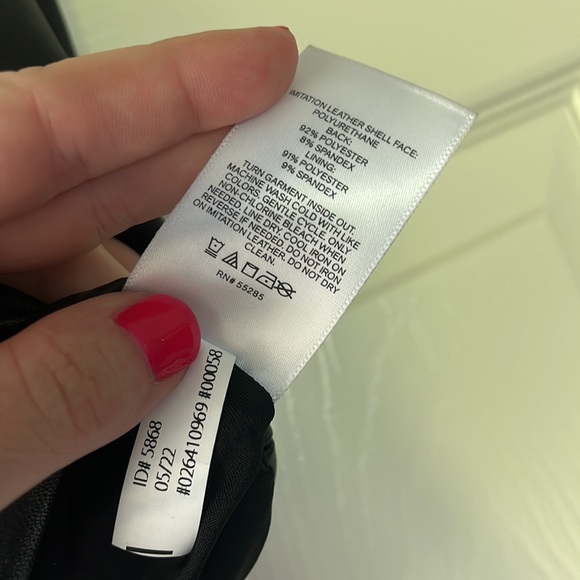 IMITATION LEATHER SHELL FACE:
POLYURETHANE
BACK:
92% POLYESTER
8% SPANDEX
LINING:
91% POLYESTER
9% SPANDEX
TURN GARMENT INSIDE OUT.
MACHINE WASH COLD WITH LIKE
COLORS. GENTLE CYCLE. ONLY
NON-CHLORINE BLEACH WHEN
NEEDED. LINE DRY. COOL IRON ON
REVERSE IF NEEDED. DO NOT IRON
ON IMITATION LEATHER. DO NOT DRY
CLEAN.
RN# 55285
ID# 5868
05/22
#026410969 #00058